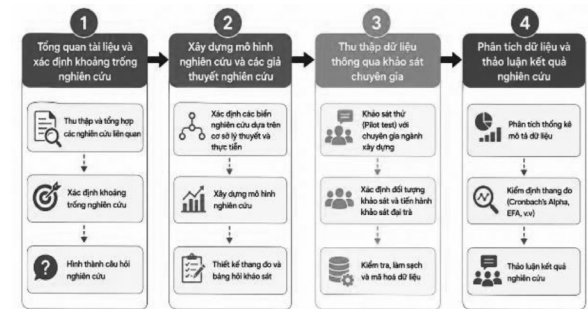 1
Tổng quan tài liệu và
xác định khoảng trống
nghiên cứu
Thu thập và tổng hợp
các nghiên cứu liên quan
Xác định khoảng
trống nghiên cứu
Hình thành câu hỏi
nghiên cứu
2
Xây dựng mô hình
nghiên cứu và các giả
thuyết nghiên cứu
Xác định các biến
nghiên cứu dựa trên
cơ sở lý thuyết và
thực tiễn
Xây dựng mô hình
nghiên cứu
Thiết kế thang đo và
bảng hỏi khảo sát
3
Thu thập dữ liệu
thông qua khảo sát
chuyên gia
Khảo sát thử
(Pilot test) với
chuyên gia ngành
xây dựng
Xác định đối tượng
khảo sát và tiến hành
khảo sát đại trà
Kiểm tra, làm sạch
và mã hoá dữ liệu
4
Phân tích dữ liệu và
thảo luận kết quả
nghiên cứu
Phân tích thống kê
mô tả dữ liệu
Kiểm định thang đo
(Cronbach's Alpha,
EFA, v.v)
Thảo luận kết quả
nghiên cứu